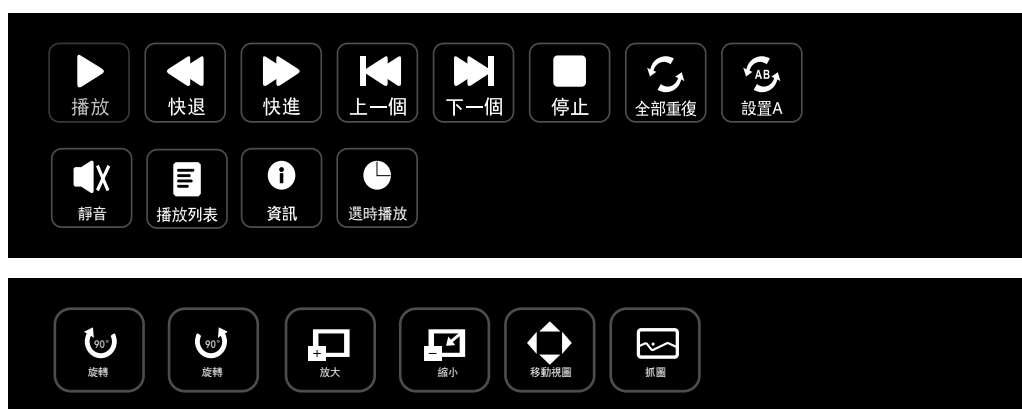 播放 快退 快進 上一個 下一個 停止 全部重復 設置A
AB
靜音 播放列表 資訊 選時播放
90° 90°
旋轉 旋轉 放大 縮小 移動視圖 抓圖